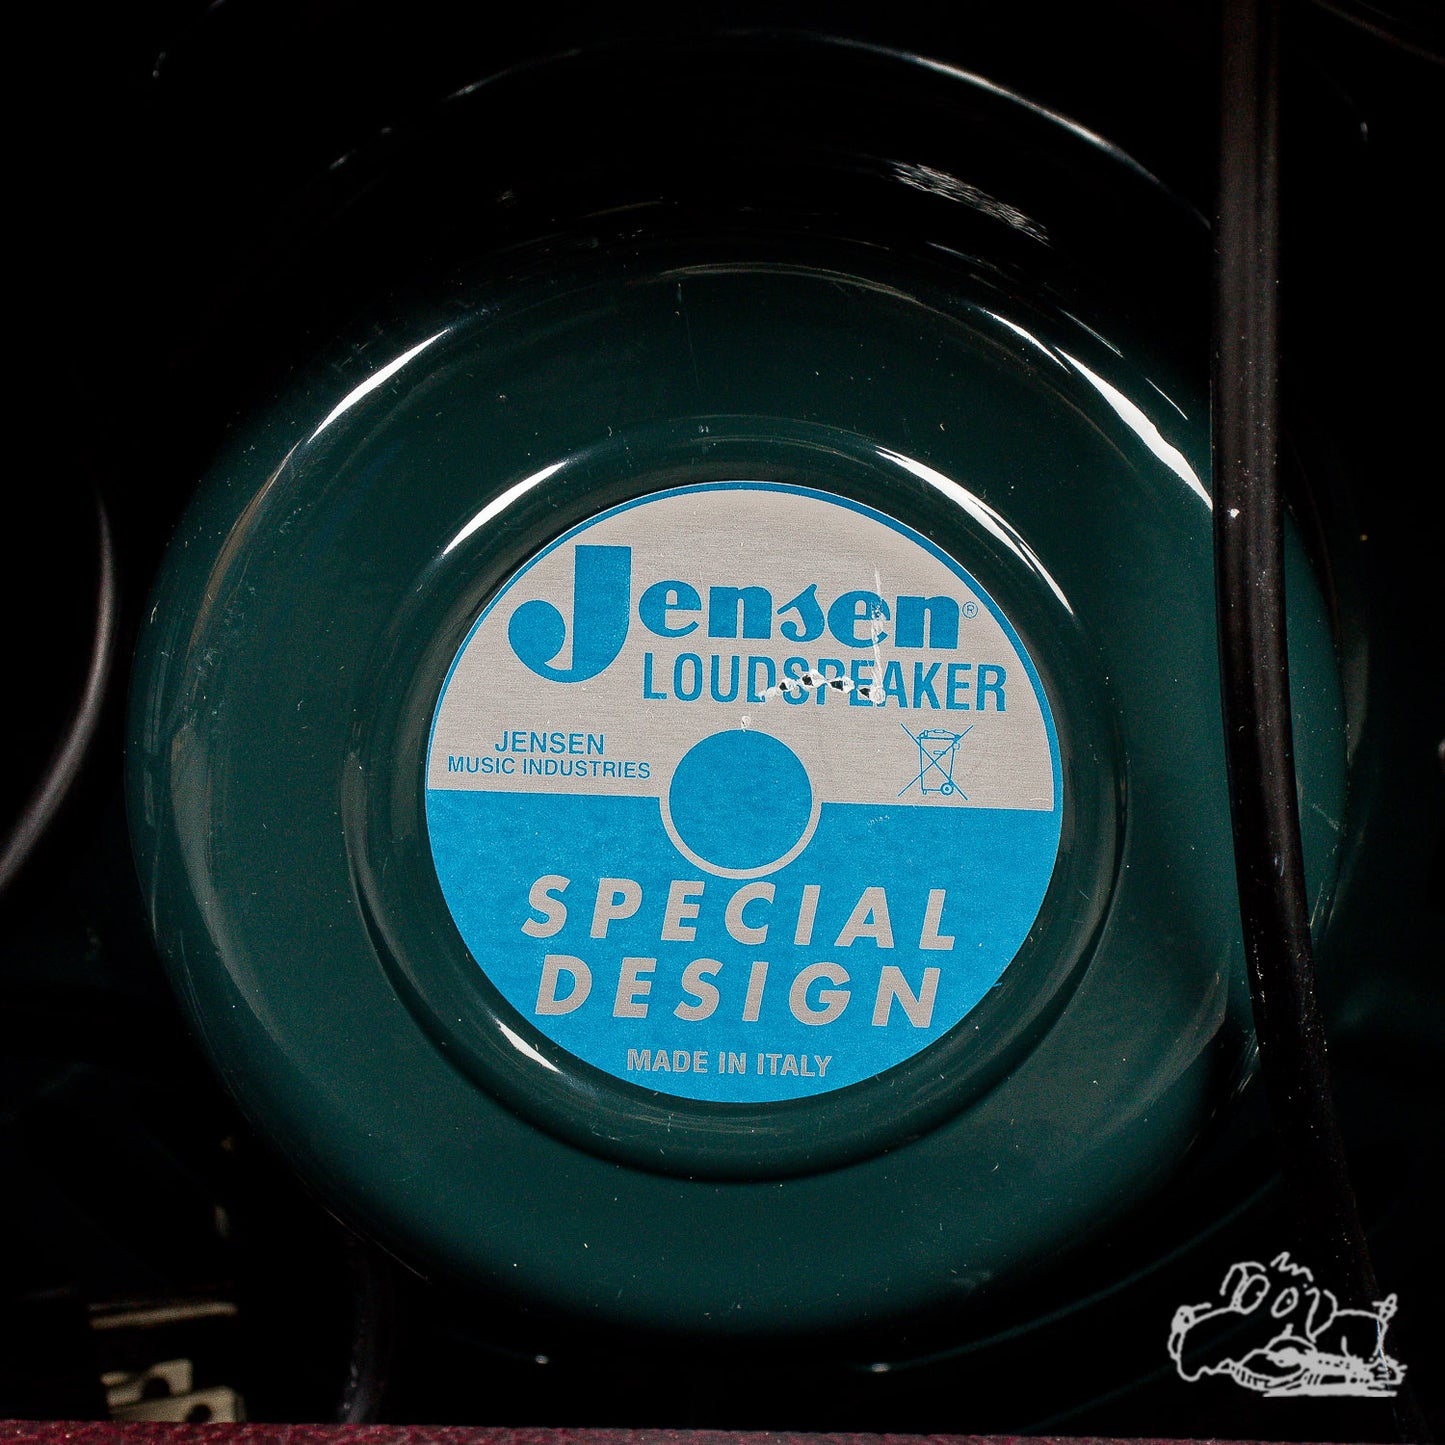 Jensen®
LOUDSPEAKER
JENSEN
MUSIC INDUSTRIES
SPECIAL
DESIGN
MADE IN ITALY